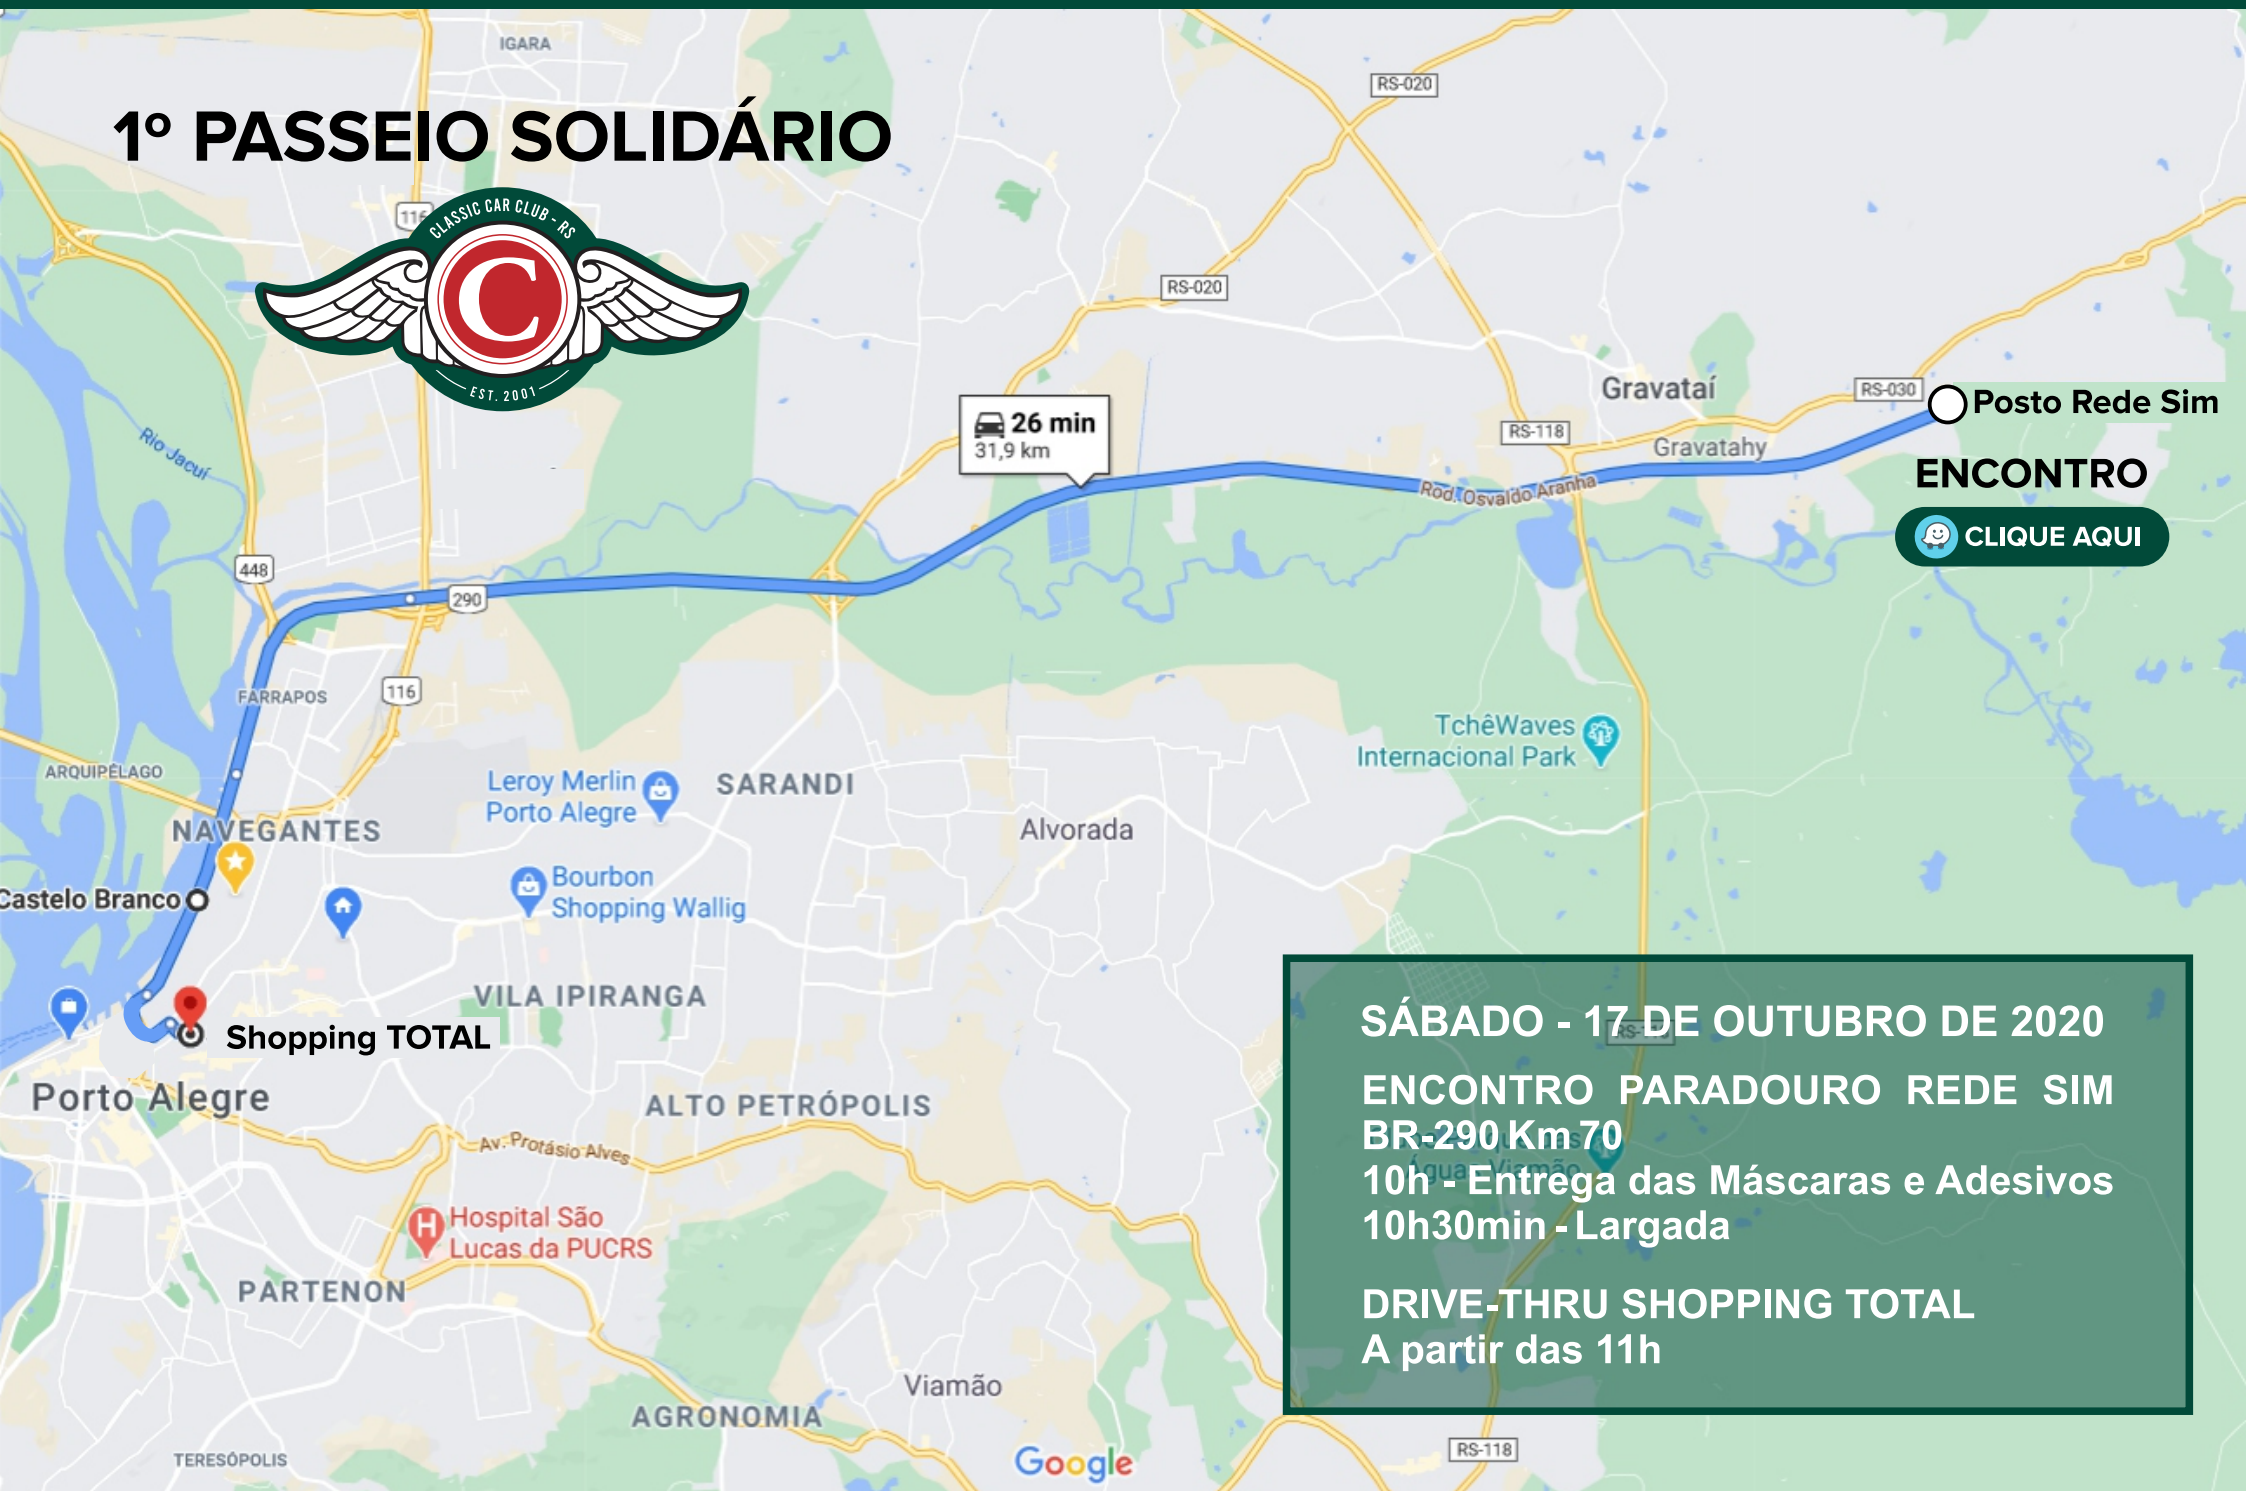 IGARA
RS-020
1º PASSEIO SOLIDÁRIO
116
CLASSIC CAR CLUB - RS
C
EST. 2001
RS-020
Rio Jacuí
26 min
31,9 km
Gravataí
RS-030
Posto Rede Sim
RS-118
Gravatahy
ENCONTRO
Rod. Osvaldo Aranha
CLIQUE AQUI
448
290
FARRAPOS
116
TchêWaves
Internacional Park
ARQUIPÉLAGO
Leroy Merlin
Porto Alegre
SARANDI
NAVEGANTES
Alvorada
Castelo Branco
Bourbon
Shopping Wallig
VILA IPIRANGA
Shopping TOTAL
Porto Alegre
ALTO PETRÓPOLIS
Av. Protásio Alves
Hospital São
Lucas da PUCRS
PARTENON
SÁBADO - 17 DE OUTUBRO DE 2020
ENCONTRO PARADOURO REDE SIM
BR-290 Km 70
10h - Entrega das Máscaras e Adesivos
10h30min - Largada
DRIVE-THRU SHOPPING TOTAL
A partir das 11h
Viamão
AGRONOMIA
TERESÓPOLIS
Google
RS-118